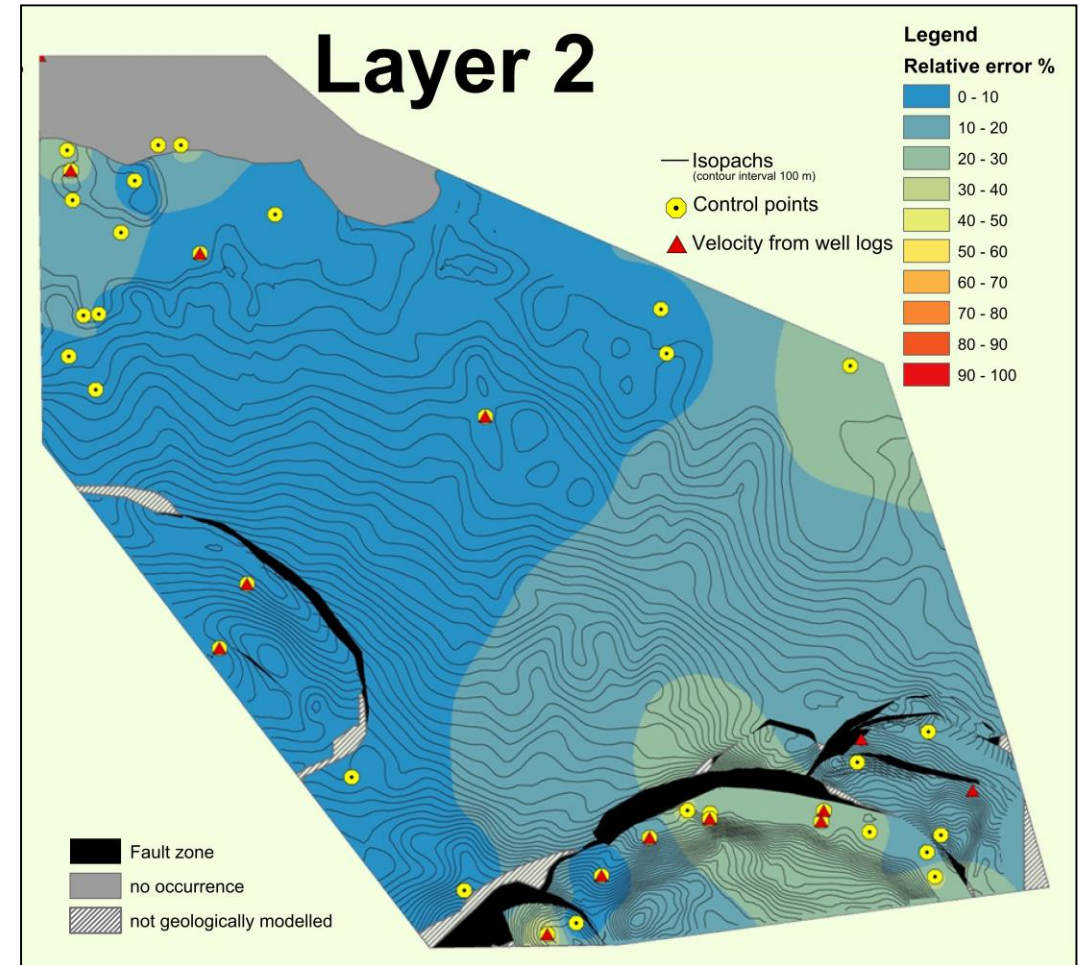 Layer 2
Legend
Relative error %
0 - 10
10 - 20
20 - 30
30 - 40
40 - 50
50 - 60
60 - 70
70 - 80
80 - 90
90 - 100
Isopachs
(contour interval 100 m)
Control points
Velocity from well logs
Fault zone
no occurrence
not geologically modelled